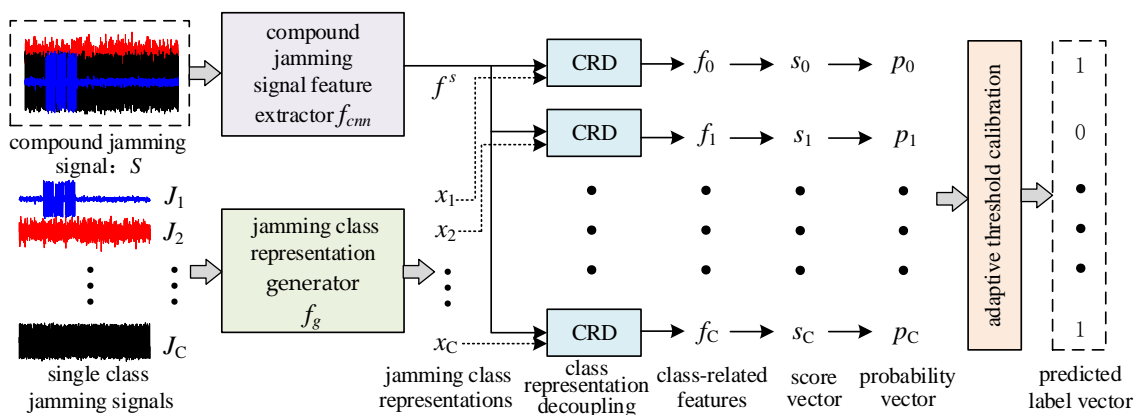 compound
jamming
signal feature
extractor f_cnn
compound jamming
signal: S
f^s
CRD
f_0
s_0
p_0
CRD
f_1
s_1
p_1
CRD
f_C
s_C
p_C
J_1
J_2
J_C
single class
jamming signals
jamming class
representation
generator
f_g
x_1
x_2
x_C
jamming class
representations
class
representation
decoupling
class-related
features
score
vector
probability
vector
adaptive threshold calibration
1
0
1
predicted
label vector